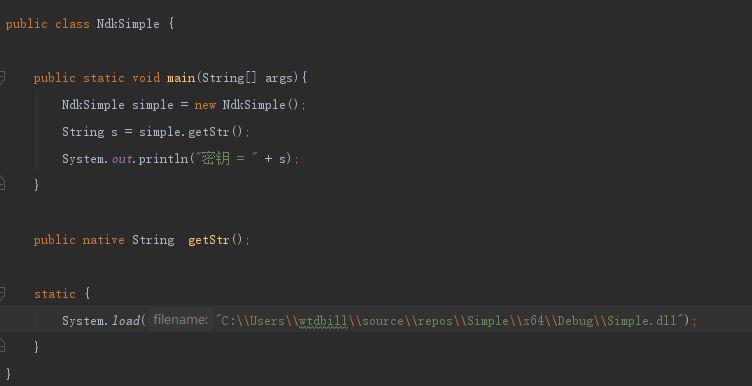 public class NdkSimple {
public static void main(String[] args){
NdkSimple simple = new NdkSimple();
String s = simple.getStr();
System.out.println("密钥 = " + s);
}
public native String  getStr();
static {
System.load( filename: "C:\\Users\\wtdbill\\source\\repos\\Simple\\x64\\Debug\\Simple.dll");
}
}